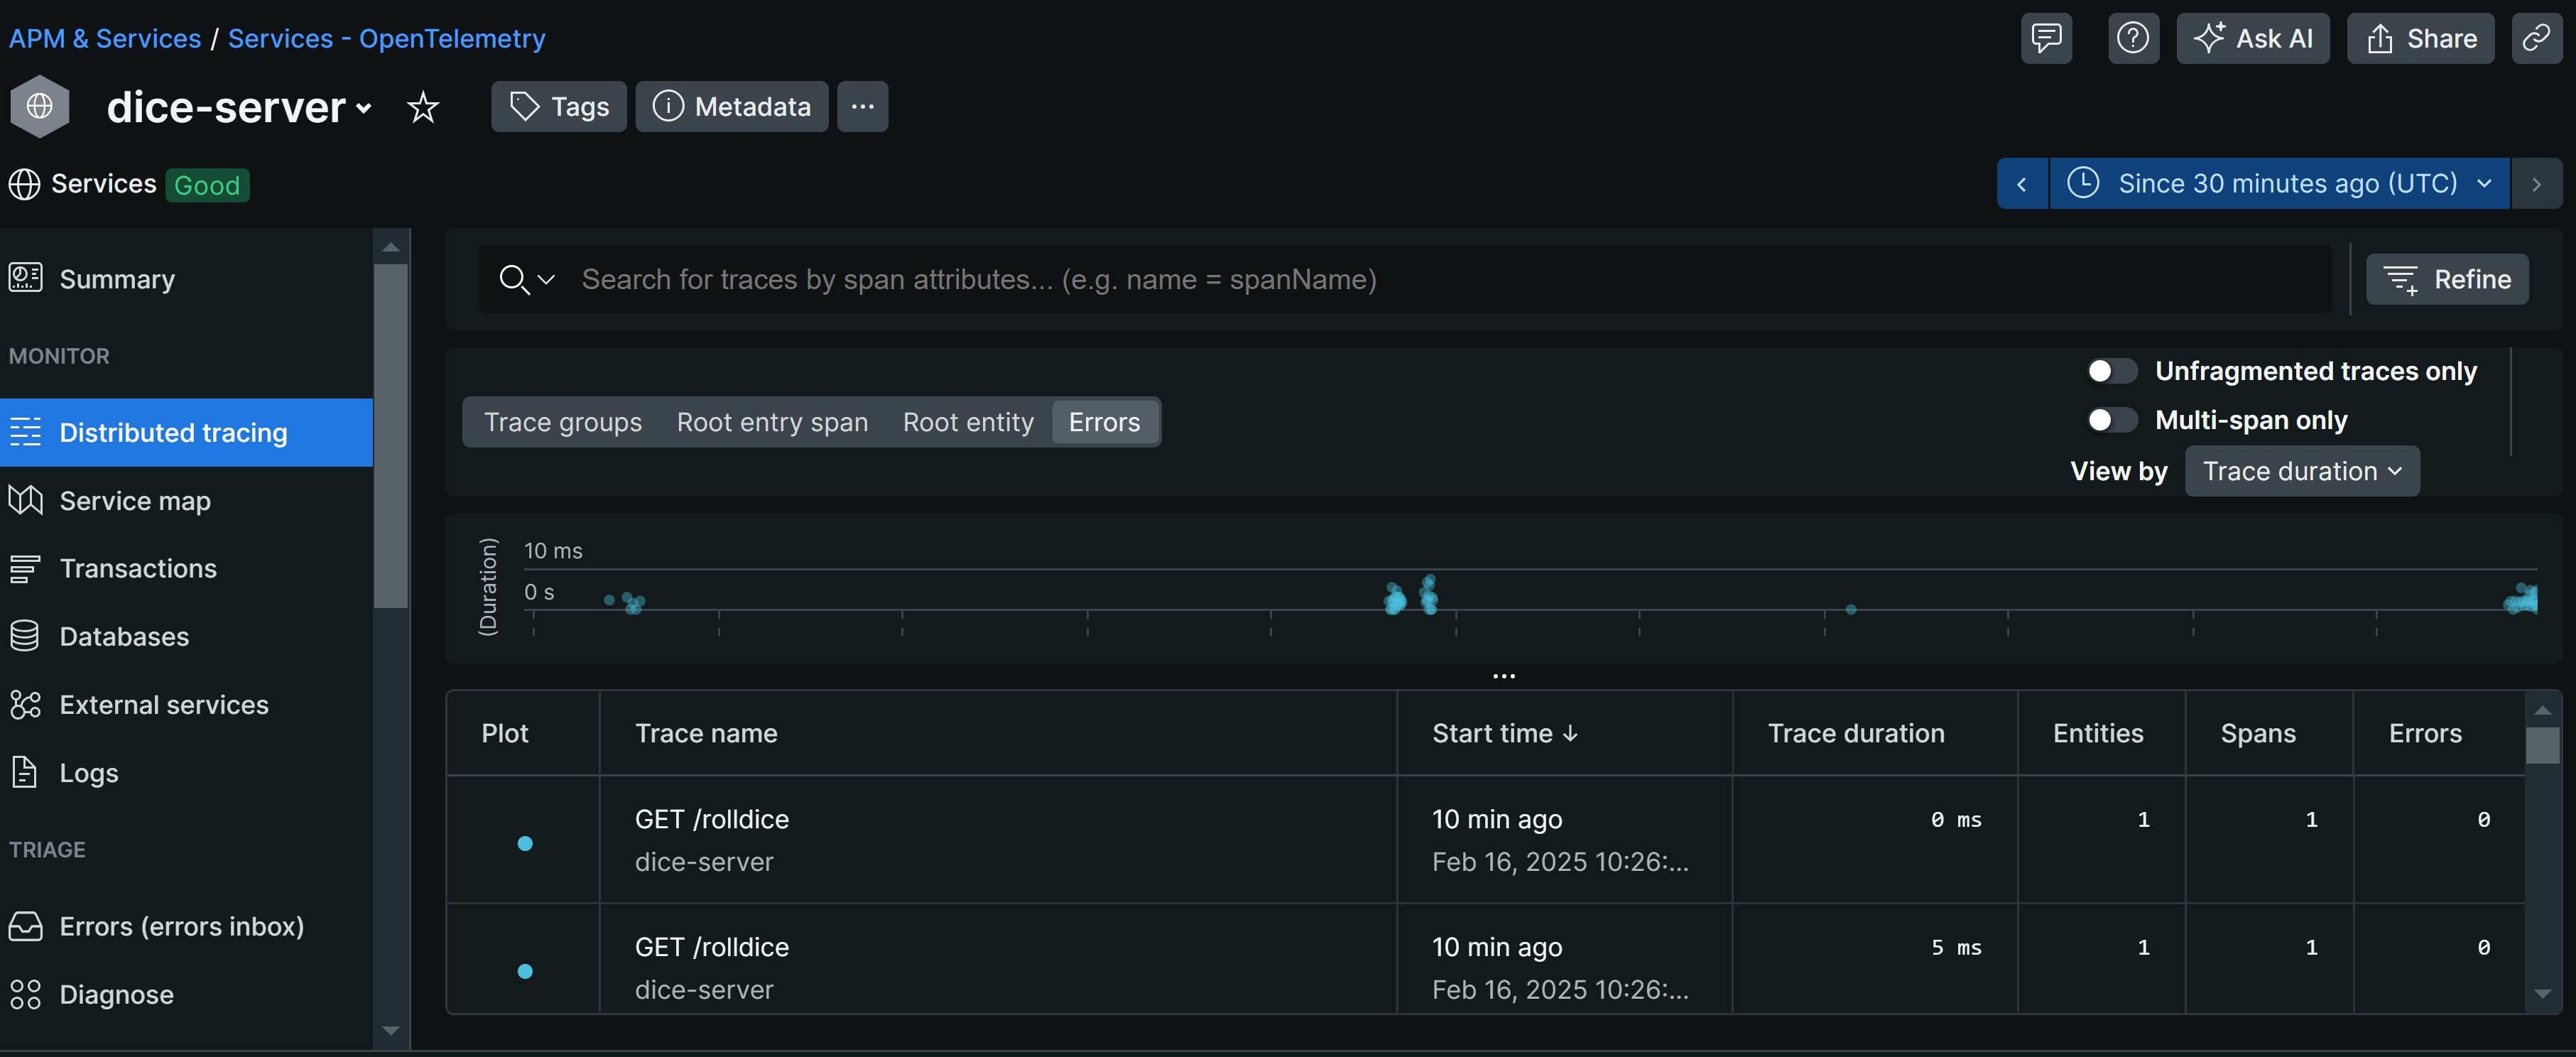 APM & Services / Services - OpenTelemetry
Ask AI
Share
dice-server
Tags
Metadata
...
Services Good
Since 30 minutes ago (UTC)
Summary
MONITOR
Distributed tracing
Service map
Transactions
Databases
External services
Logs
TRIAGE
Errors (errors inbox)
Diagnose
Search for traces by span attributes... (e.g. name = spanName)
Refine
Trace groups Root entry span Root entity Errors
Unfragmented traces only
Multi-span only
View by Trace duration
(Duration)
10 ms
0 s
...
Plot Trace name Start time ↓ Trace duration Entities Spans Errors
GET /rolldice 10 min ago 0 ms 1 1 0
dice-server Feb 16, 2025 10:26:...
GET /rolldice 10 min ago 5 ms 1 1 0
dice-server Feb 16, 2025 10:26:...